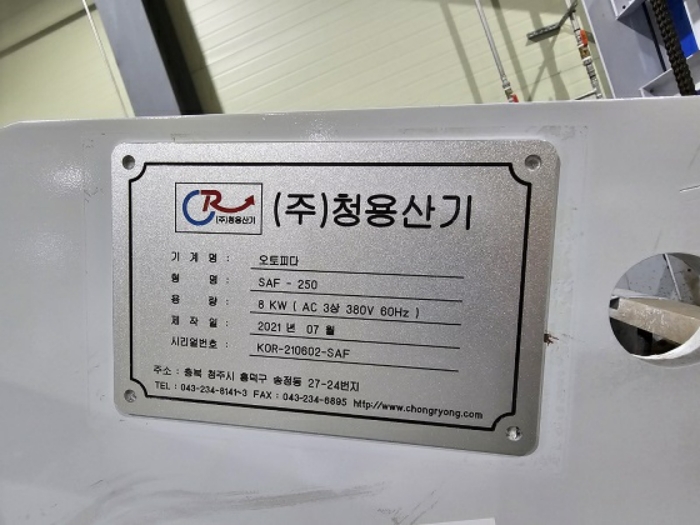 CR (주)청용산기
(주)청용산기
기 계 명 : 오토피다
형 명 : SAF - 250
용 량 : 8 KW ( AC 3상 380V 60Hz )
제 작 일 : 2021 년 07 월
시리얼번호 : KOR-210602-SAF
주소 : 충북 청주시 흥덕구 송정동 27-24번지
TEL : 043-234-6141~3 FAX : 043-234-6895 http://www.chongryong.com